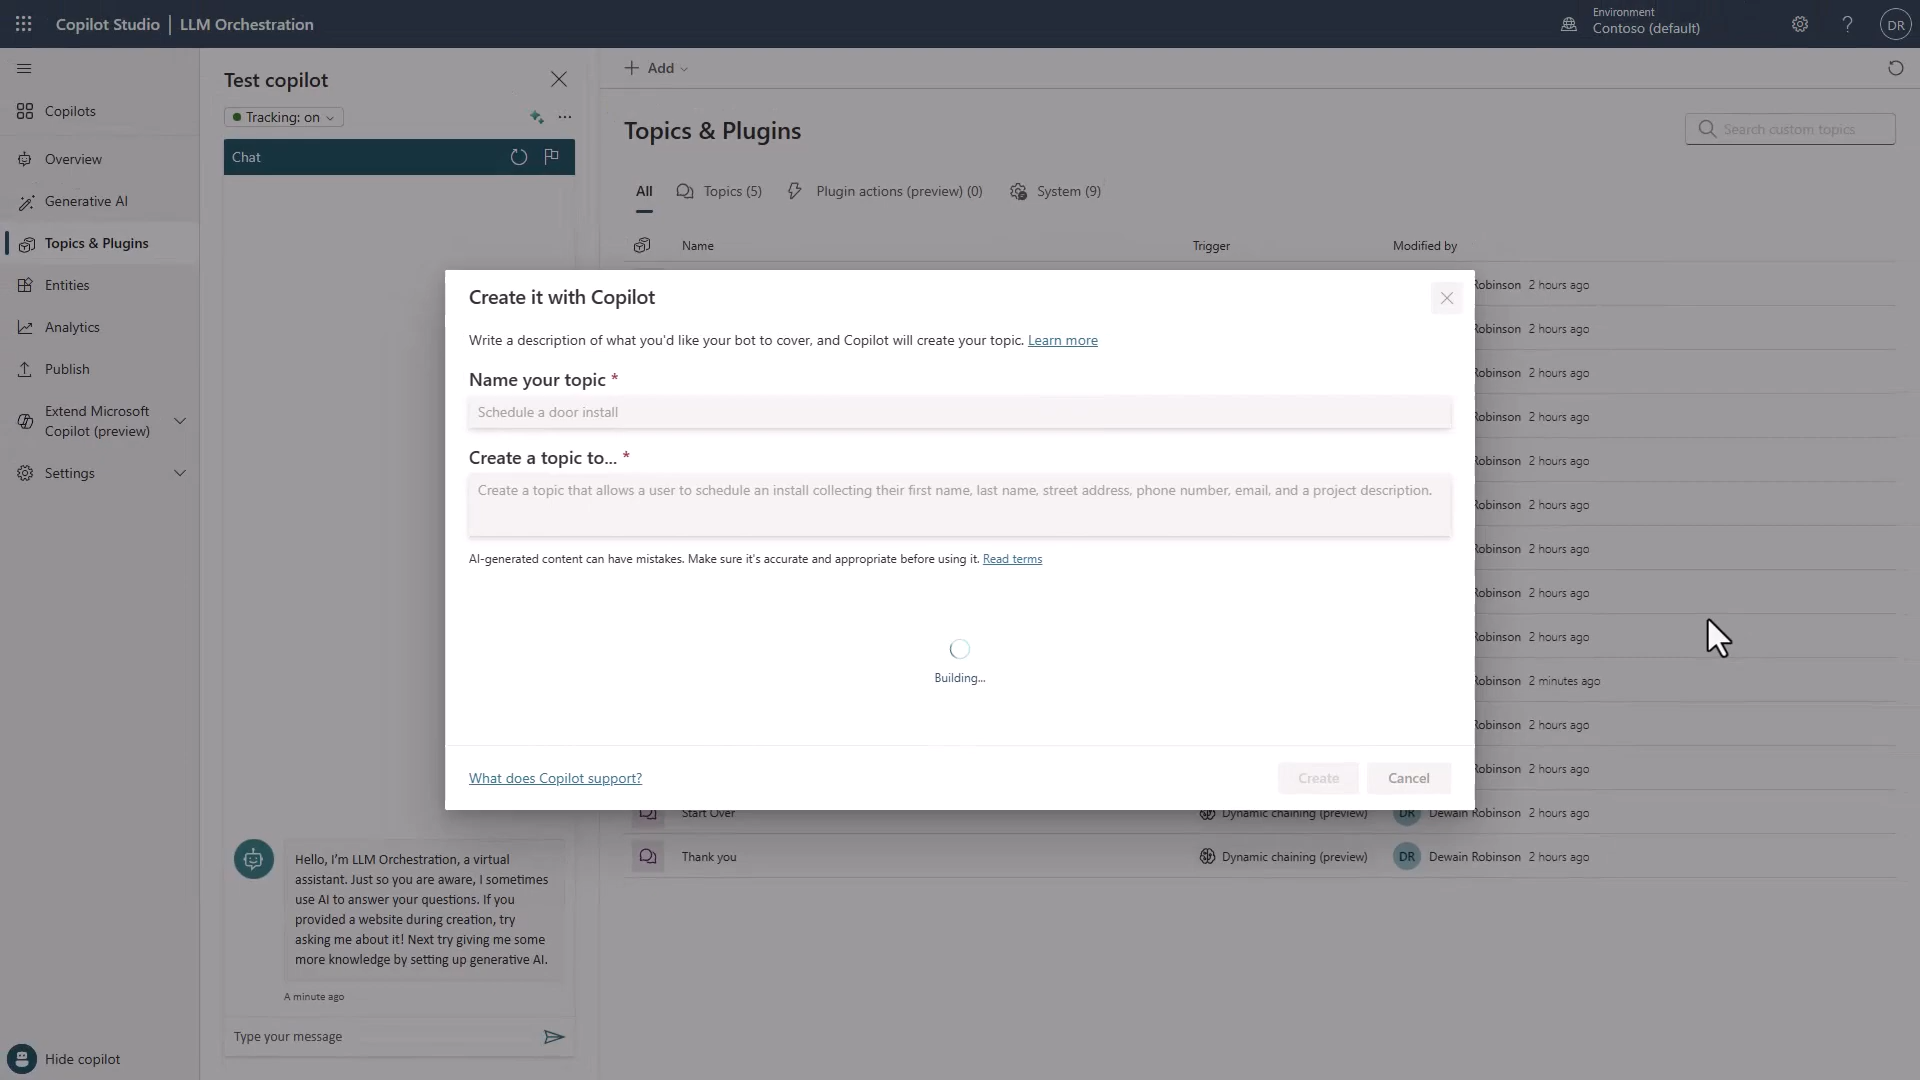 Copilot Studio | LLM Orchestration
Environment
Contoso (default)
DR
Copilots
Overview
Generative AI
Topics & Plugins
Entities
Analytics
Publish
Extend Microsoft
Copilot (preview)
Settings
Hide copilot
Test copilot
Tracking: on
Chat
Hello, I'm LLM Orchestration, a virtual
assistant. Just so you are aware, I sometimes
use AI to answer your questions. If you
provided a website during creation, try
asking me about it! Next try giving me some
more knowledge by setting up generative AI.
A minute ago
Type your message
Add
Topics & Plugins
Search custom topics
All
Topics (5)
Plugin actions (preview) (0)
System (9)
Name Trigger Modified by
Robinson 2 hours ago
Robinson 2 hours ago
Robinson 2 hours ago
Robinson 2 hours ago
Robinson 2 hours ago
Robinson 2 hours ago
Robinson 2 hours ago
Robinson 2 hours ago
Robinson 2 hours ago
Robinson 2 minutes ago
Robinson 2 hours ago
Robinson 2 hours ago
Start Over Dynamic chaining (preview) DR Dewain Robinson 2 hours ago
Thank you Dynamic chaining (preview) DR Dewain Robinson 2 hours ago
Create it with Copilot
Write a description of what you'd like your bot to cover, and Copilot will create your topic. Learn more
Name your topic *
Schedule a door install
Create a topic to... *
Create a topic that allows a user to schedule an install collecting their first name, last name, street address, phone number, email, and a project description.
AI-generated content can have mistakes. Make sure it's accurate and appropriate before using it. Read terms
Building...
What does Copilot support?
Create
Cancel